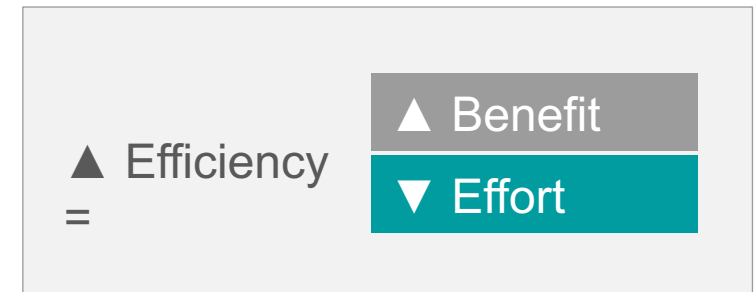 ▲ Efficiency
=
▲ Benefit
▼ Effort